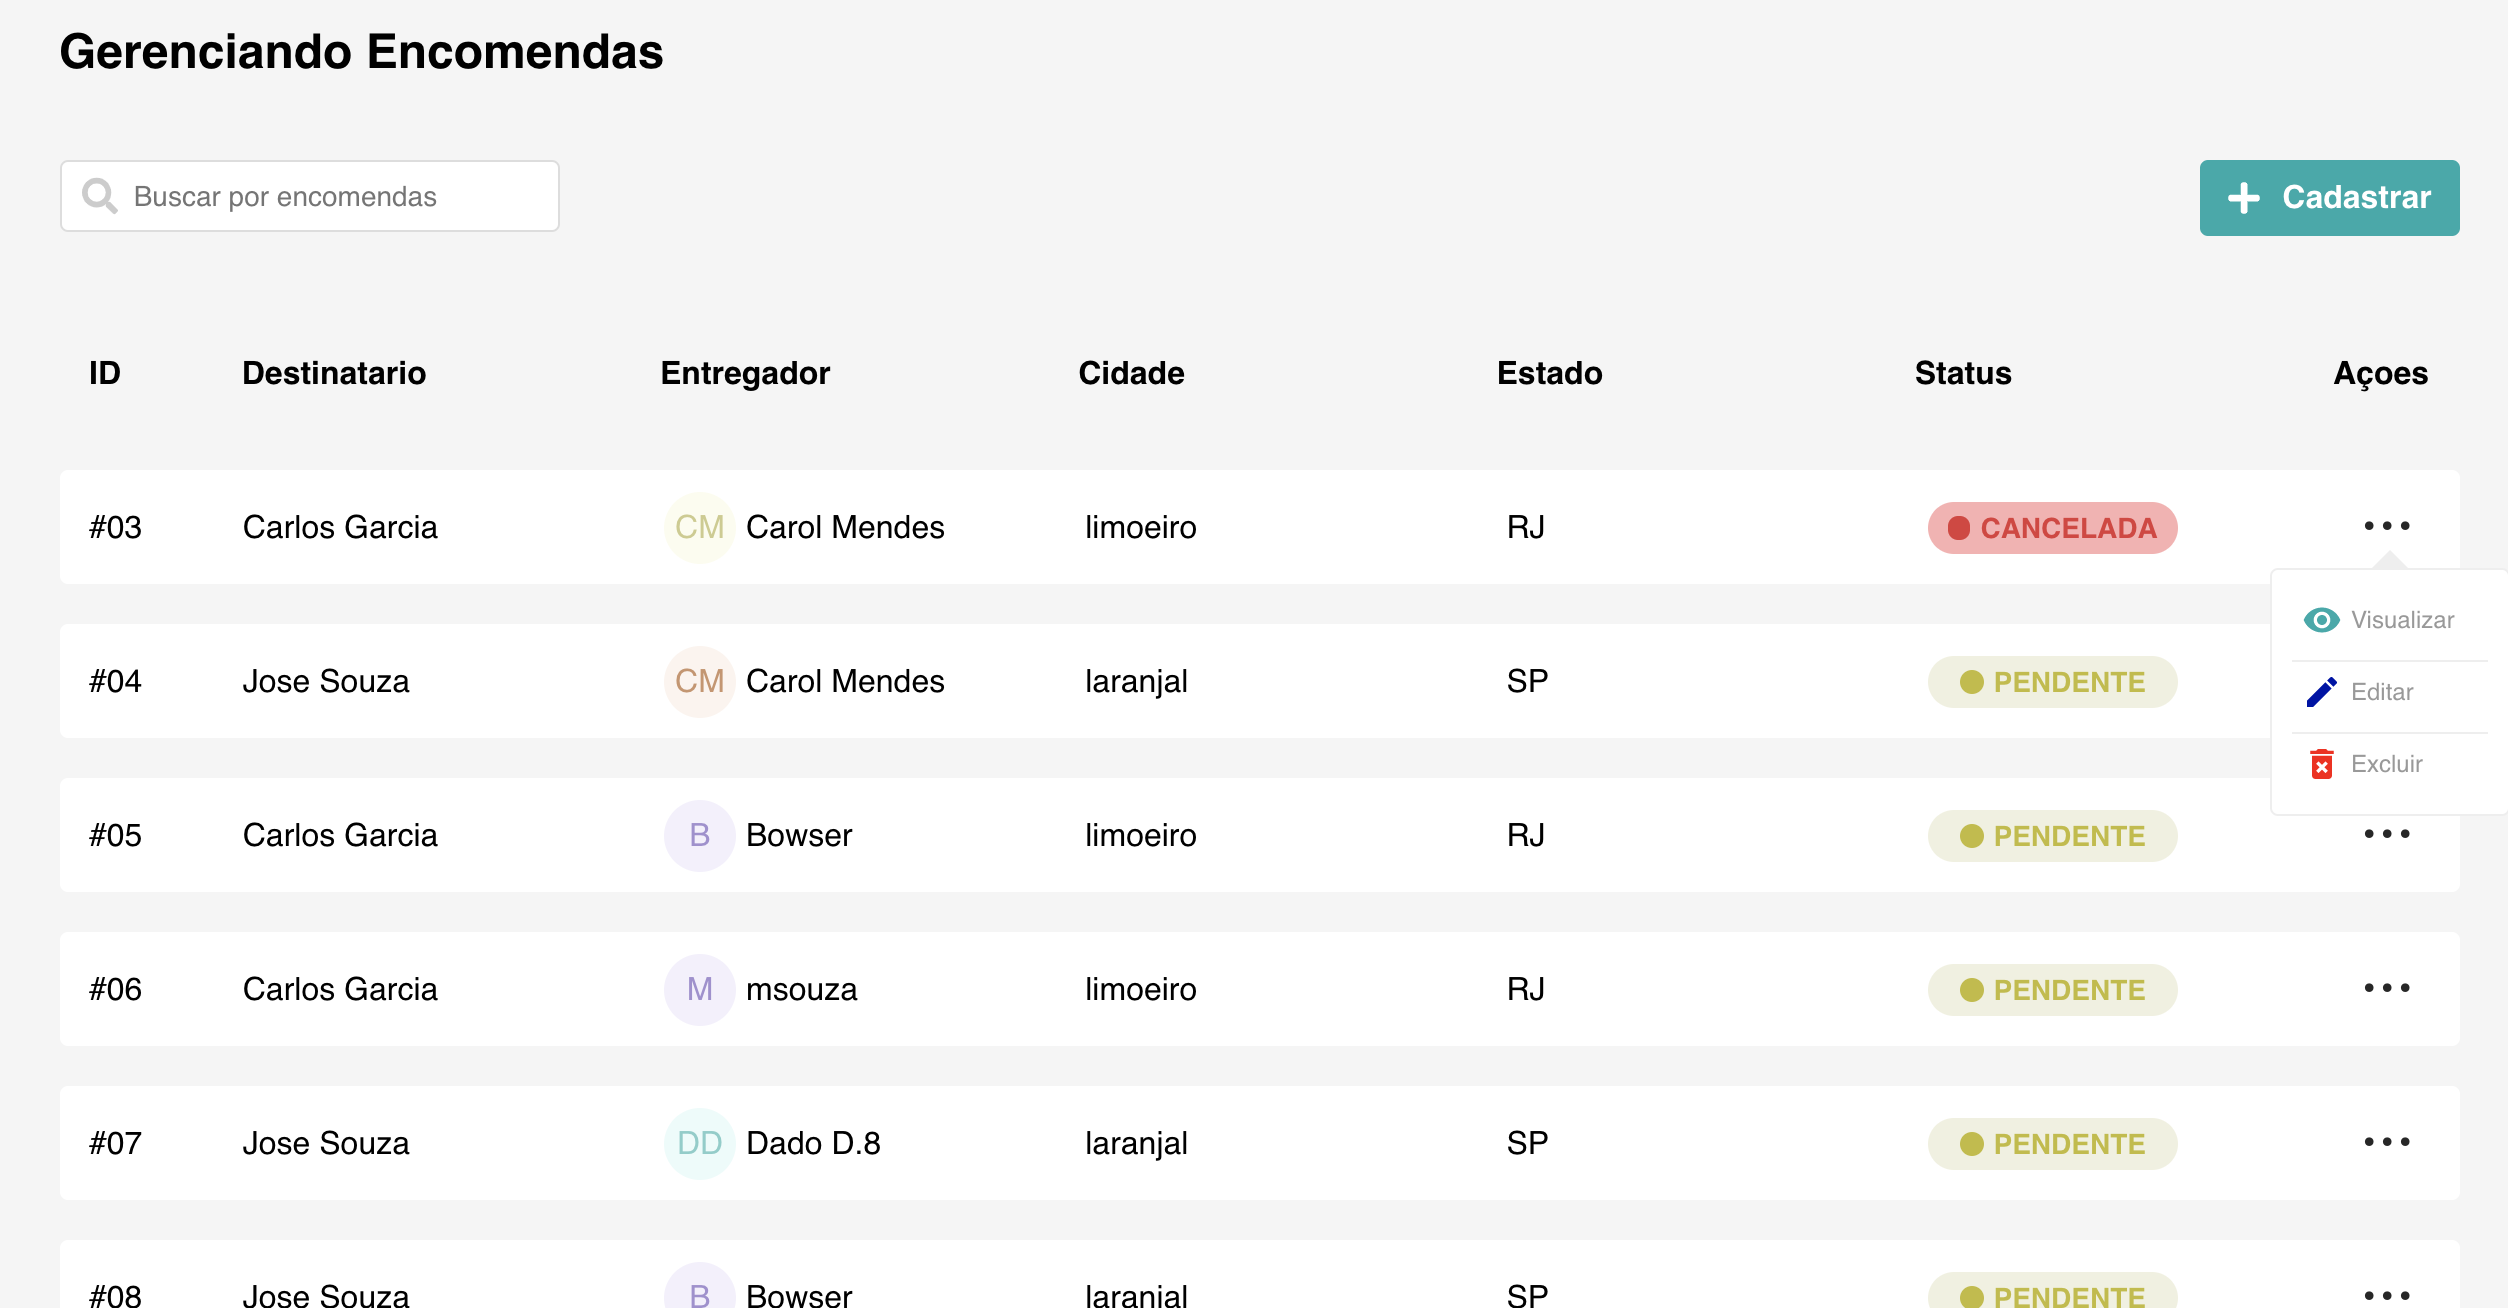 Gerenciando Encomendas
Buscar por encomendas
Cadastrar
ID Destinatario Entregador Cidade Estado Status Açoes
#03 Carlos Garcia CM Carol Mendes limoeiro RJ CANCELADA
Visualizar
#04 Jose Souza CM Carol Mendes laranjal SP PENDENTE
Editar
Excluir
#05 Carlos Garcia B Bowser limoeiro RJ PENDENTE
#06 Carlos Garcia M msouza limoeiro RJ PENDENTE
#07 Jose Souza DD Dado D.8 laranjal SP PENDENTE
#08 Jose Souza B Bowser laranjal SP PENDENTE